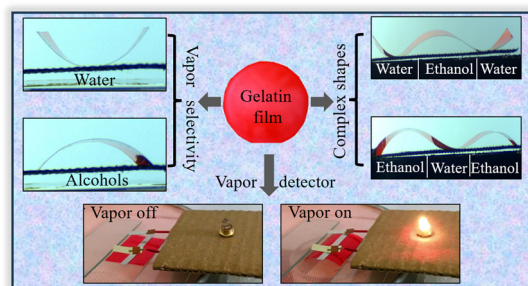 Water
Alcohols
Vapor selectivity
Gelatin
film
Complex shapes
Water Ethanol Water
Ethanol Water Ethanol
Vapor detector
Vapor off
Vapor on